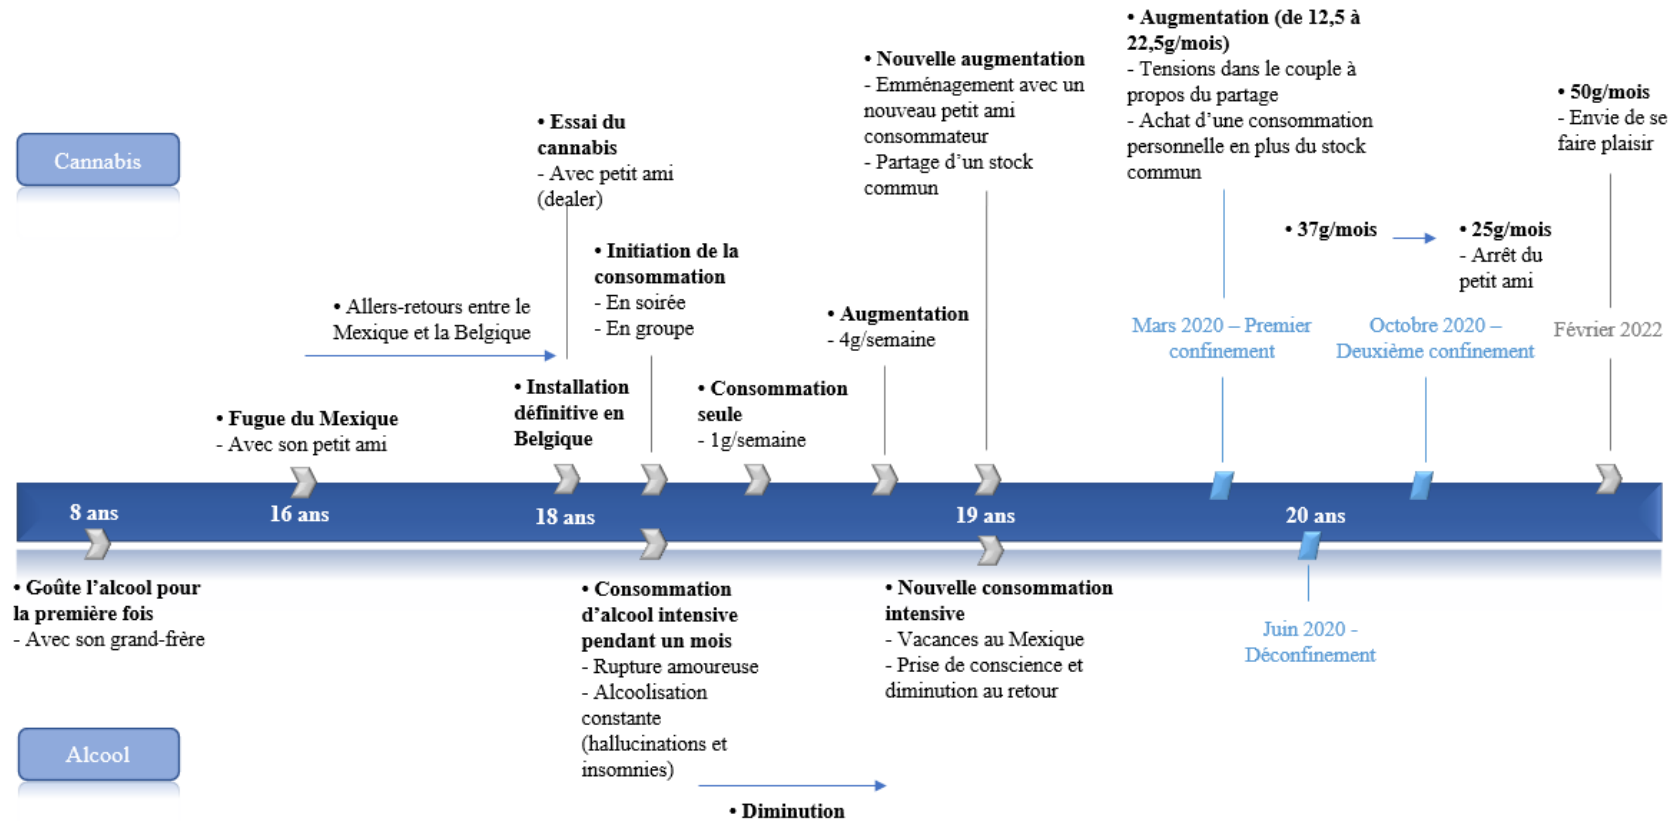 Cannabis
• Fugue du Mexique
- Avec son petit ami
• Allers-retours entre le
Mexique et la Belgique
• Essai du
cannabis
- Avec petit ami
(dealer)
• Installation
définitive en
Belgique
• Initiation de la
consommation
- En soirée
- En groupe
• Consommation
seule
- 1g/semaine
• Augmentation
- 4g/semaine
• Nouvelle augmentation
- Emménagement avec un
nouveau petit ami
consommateur
- Partage d'un stock
commun
• Augmentation (de 12,5 à
22,5g/mois)
- Tensions dans le couple à
propos du partage
- Achat d'une consommation
personnelle en plus du stock
commun
Mars 2020 – Premier
confinement
• 37g/mois
• 25g/mois
- Arrêt du
petit ami
Octobre 2020 –
Deuxième confinement
• 50g/mois
- Envie de se
faire plaisir
Février 2022
8 ans
16 ans
18 ans
19 ans
20 ans
• Goûte l'alcool pour
la première fois
- Avec son grand-frère
• Consommation
d'alcool intensive
pendant un mois
- Rupture amoureuse
- Alcoolisation
constante
(hallucinations et
insomnies)
• Diminution
• Nouvelle consommation
intensive
- Vacances au Mexique
- Prise de conscience et
diminution au retour
Juin 2020 -
Déconfinement
Alcool